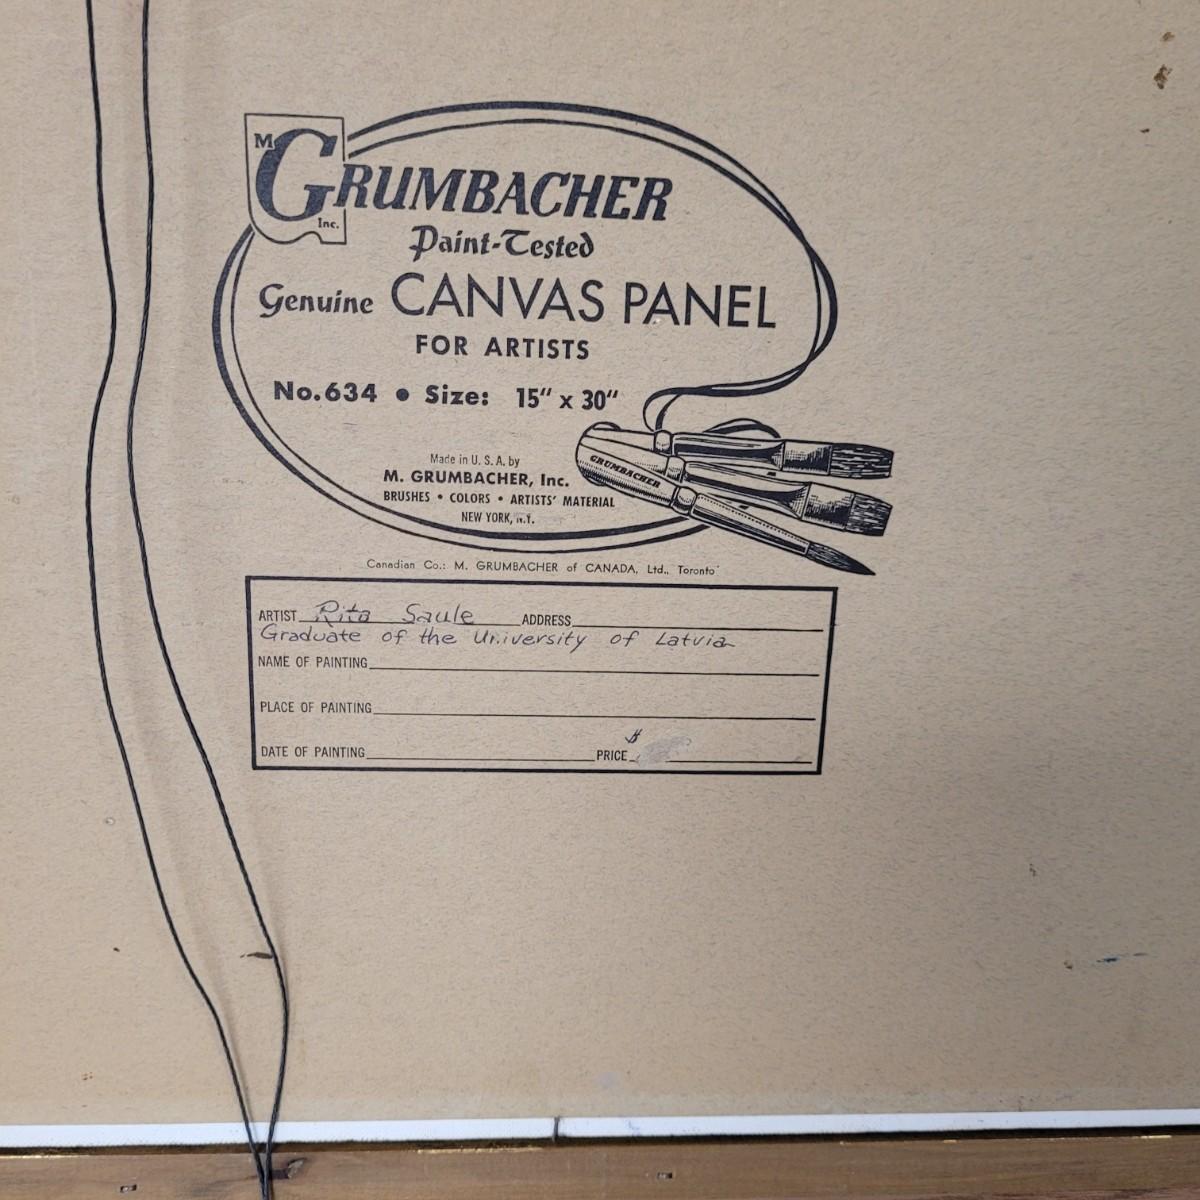 M GRUMBACHER Inc.
Paint-Tested
Genuine CANVAS PANEL
FOR ARTISTS
No. 634 • Size: 15" x 30"
GRUMBACHER
Made in U. S. A. by
M. GRUMBACHER, Inc.
BRUSHES • COLORS • ARTISTS' MATERIAL
NEW YORK, N.Y.
Canadian Co.: M. GRUMBACHER of CANADA, Ltd., Toronto
ARTIST Rita Saule ADDRESS
Graduate of the University of Latvia
NAME OF PAINTING
PLACE OF PAINTING
DATE OF PAINTING PRICE $